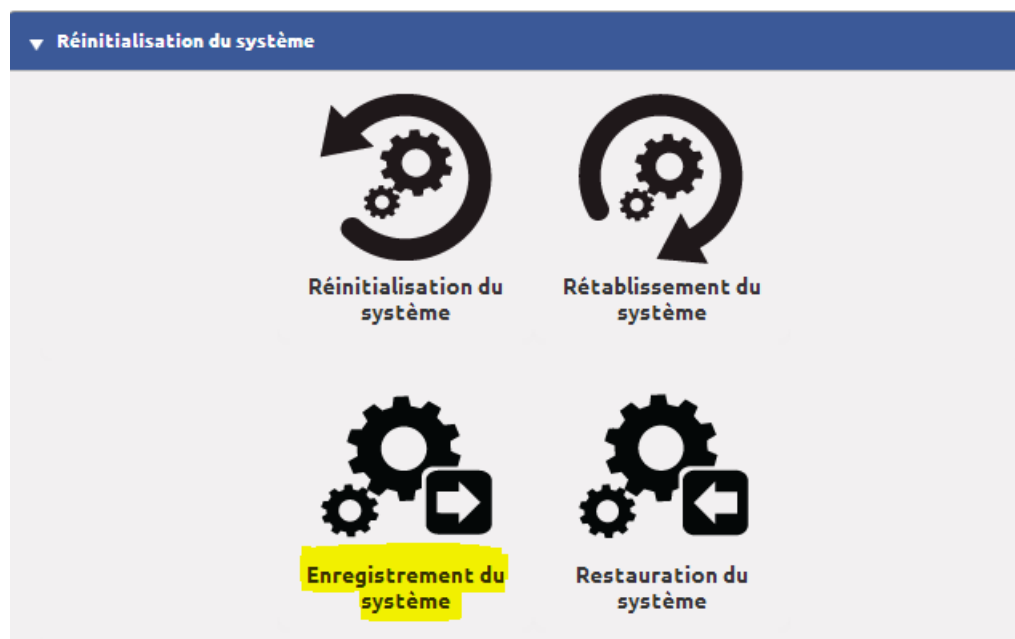 Réinitialisation du système
Réinitialisation du
système
Rétablissement du
système
Enregistrement du
système
Restauration du
système